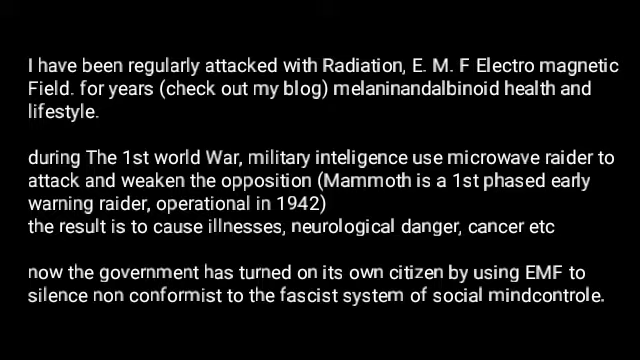 I have been regularly attacked with Radiation, E. M. F Electro magnetic
Field. for years (check out my blog) melaninandalbinoid health and
lifestyle.
during The 1st world War, military inteligence use microwave raider to
attack and weaken the opposition (Mammoth is a 1st phased early
warning raider, operational in 1942)
the result is to cause illnesses, neurological danger, cancer etc
now the government has turned on its own citizen by using EMF to
silence non conformist to the fascist system of social mindcontrole.